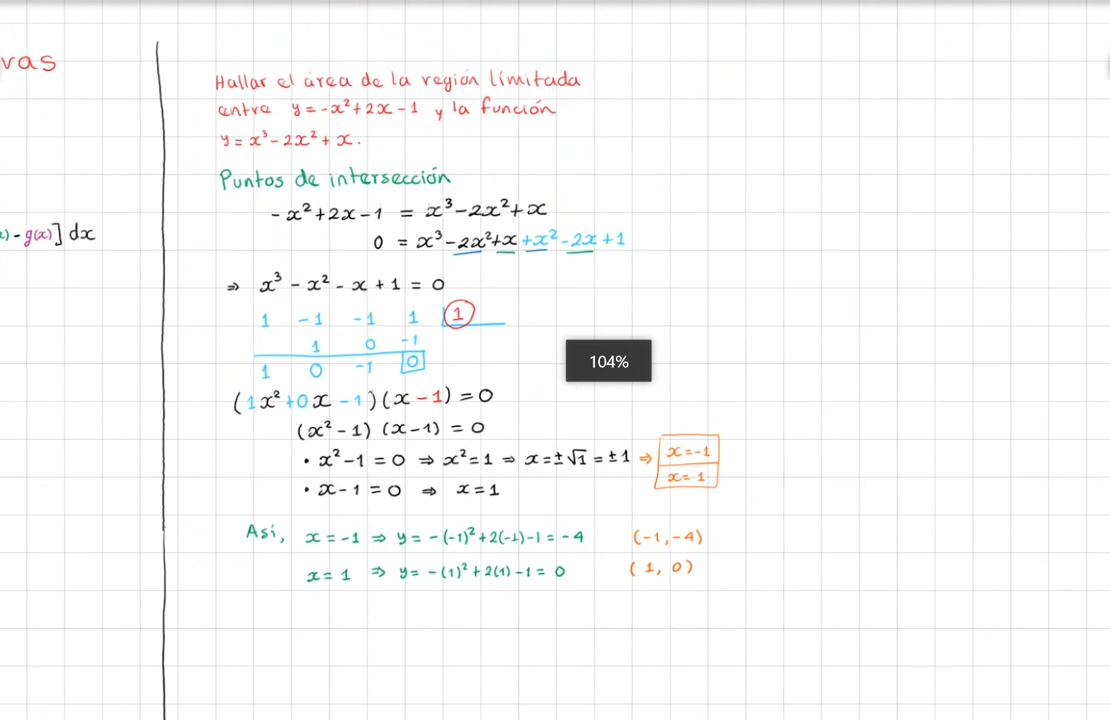 vas
Hallar el área de la región limitada
entre y = -x² + 2x - 1 y la función
y = x³ - 2x² + x.
Puntos de intersección
-x² + 2x - 1 = x³ - 2x² + x
- g(x)] dx
0 = x³ - 2x² + x + x² - 2x + 1
⇒ x³ - x² - x + 1 = 0
1 -1 -1 1 1
1 0 -1
1 0 -1 0
104%
(1x² + 0x - 1)(x - 1) = 0
(x² - 1) (x - 1) = 0
• x² - 1 = 0 ⇒ x² = 1 ⇒ x = ±√1 = ±1 ⇒ x = -1
x = 1
• x - 1 = 0 ⇒ x = 1
Así, x = -1 ⇒ y = -(-1)² + 2(-1) - 1 = -4 (-1, -4)
x = 1 ⇒ y = -(1)² + 2(1) - 1 = 0 (1, 0)